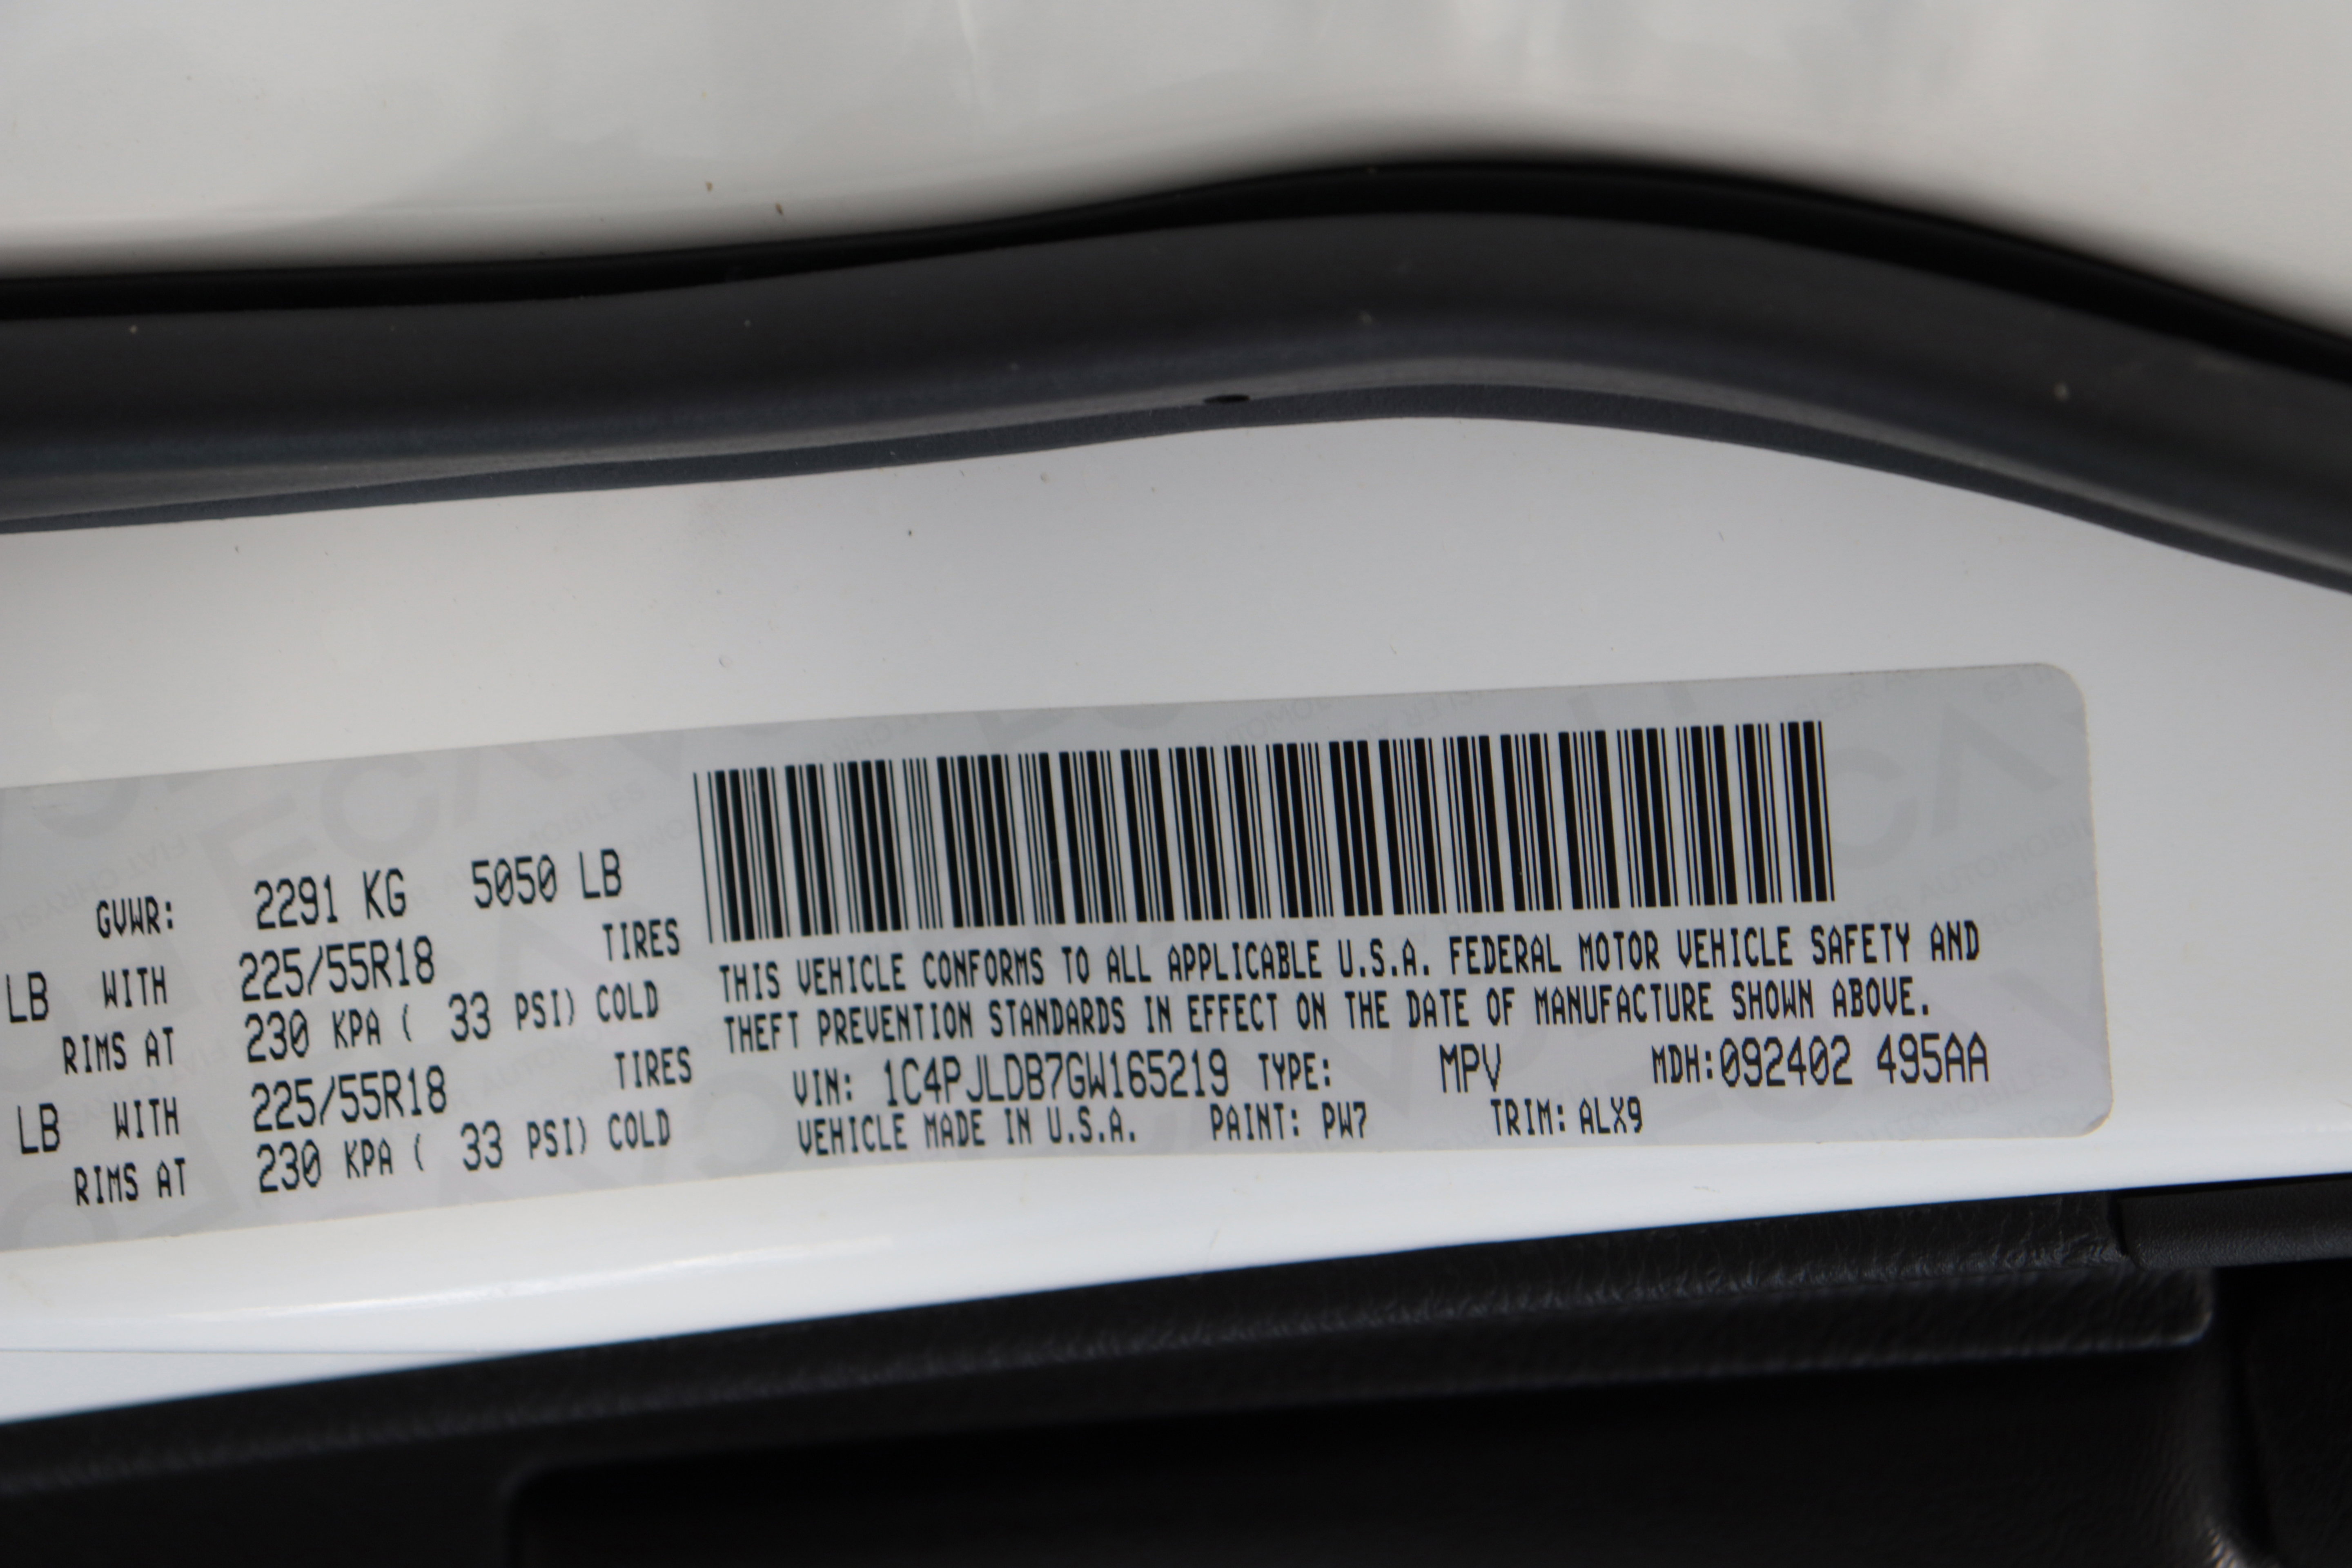 GVWR: 2291 KG 5050 LB
LB WITH 225/55R18 TIRES
RIMS AT 230 KPA ( 33 PSI) COLD
LB WITH 225/55R18 TIRES
RIMS AT 230 KPA ( 33 PSI) COLD
THIS VEHICLE CONFORMS TO ALL APPLICABLE U.S.A. FEDERAL MOTOR VEHICLE SAFETY AND
THEFT PREVENTION STANDARDS IN EFFECT ON THE DATE OF MANUFACTURE SHOWN ABOVE.
VIN: 1C4PJLDB7GW165219 TYPE: MPV MDH:092402 495AA
VEHICLE MADE IN U.S.A. PAINT: PW7 TRIM: ALX9